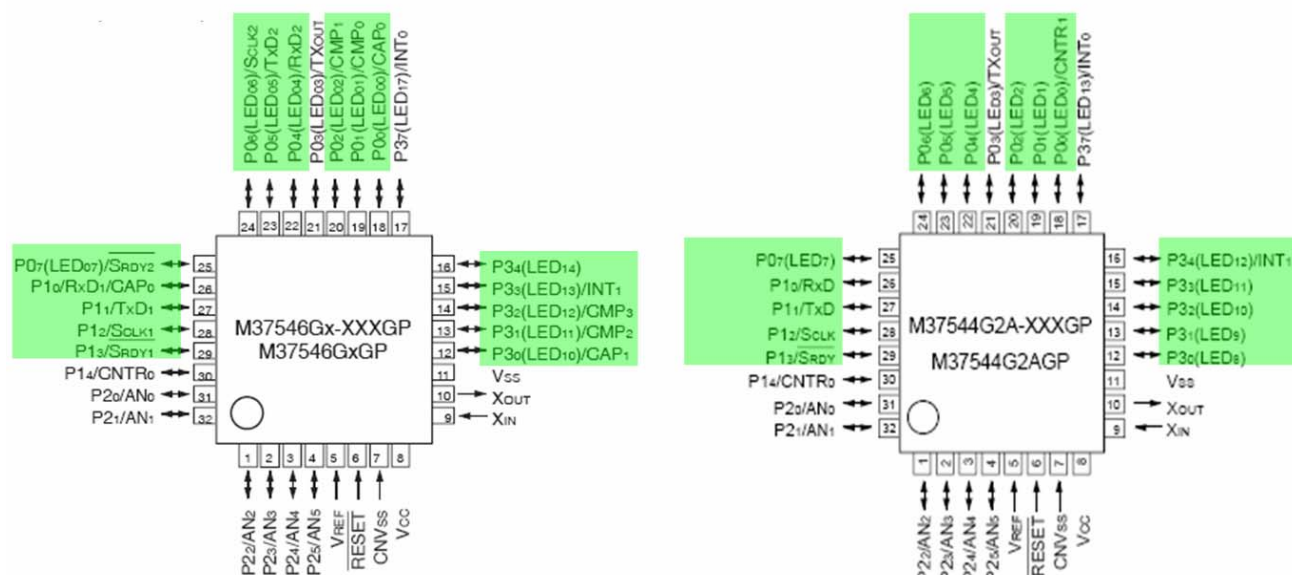 P06(LED06)/SCLK2
P05(LED05)/TxD2
P04(LED04)/RxD2
P03(LED03)/TXOUT
P02(LED02)/CMP1
P01(LED01)/CMP0
P00(LED00)/CAP0
P37(LED17)/INT0
24 23 22 21 20 19 18 17
P07(LED07)/SRDY2 25
P10/RxD1/CAP0 26
P11/TxD1 27
P12/SCLK1 28
P13/SRDY1 29
P14/CNTR0 30
P20/AN0 31
P21/AN1 32
M37546Gx-XXXGP
M37546GxGP
16 P34(LED14)
15 P33(LED13)/INT1
14 P32(LED12)/CMP3
13 P31(LED11)/CMP2
12 P30(LED10)/CAP1
11 VSS
10 XOUT
9 XIN
1 2 3 4 5 6 7 8
P22/AN2
P23/AN3
P24/AN4
P25/AN5
VREF
RESET
CNVSS
VCC
P06(LED6)
P05(LED5)
P04(LED4)
P03(LED3)/TXOUT
P02(LED2)
P01(LED1)
P00(LED0)/CNTR1
P37(LED13)/INT0
24 23 22 21 20 19 18 17
P07(LED7) 25
P10/RxD 26
P11/TxD 27
P12/SCLK 28
P13/SRDY 29
P14/CNTR0 30
P20/AN0 31
P21/AN1 32
M37544G2A-XXXGP
M37544G2AGP
16 P34(LED12)/INT1
15 P33(LED11)
14 P32(LED10)
13 P31(LED9)
12 P30(LED8)
11 VSS
10 XOUT
9 XIN
1 2 3 4 5 6 7 8
P22/AN2
P23/AN3
P24/AN4
P25/AN5
VREF
RESET
CNVSS
VCC